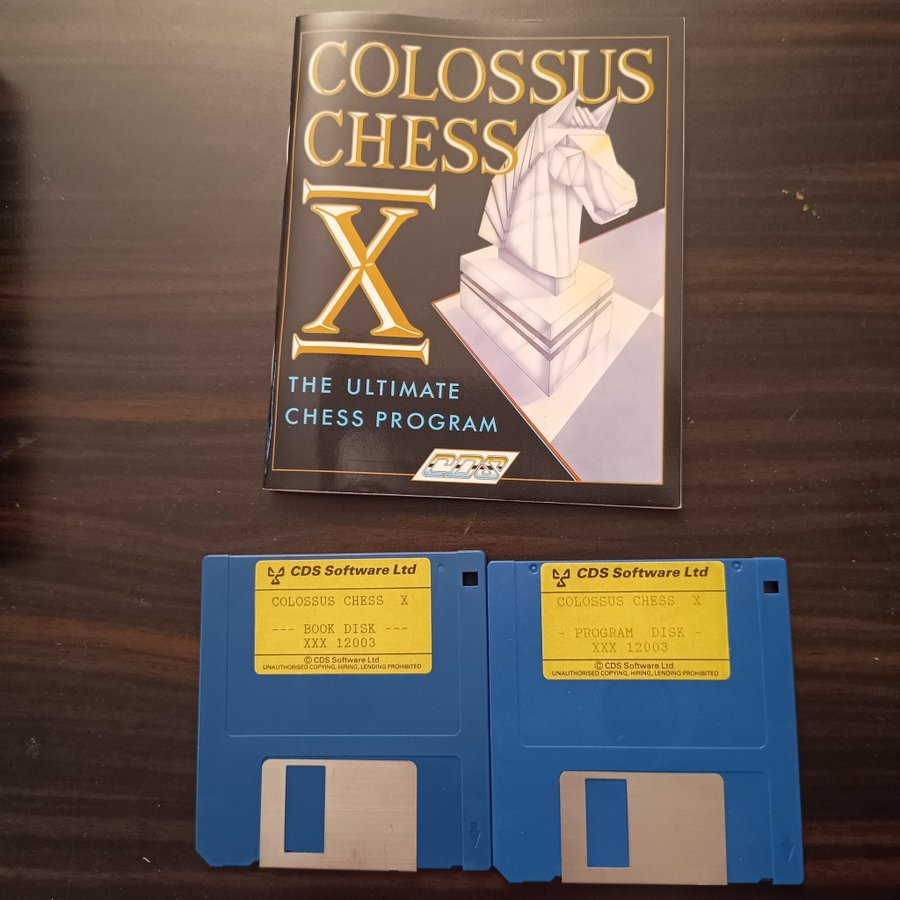 COLOSSUS
CHESS
X
THE ULTIMATE
CHESS PROGRAM
CDS
CDS Software Ltd
COLOSSUS CHESS X
--- BOOK DISK ---
XXX 12003
© CDS Software Ltd
UNAUTHORISED COPYING, HIRING, LENDING PROHIBITED
CDS Software Ltd
COLOSSUS CHESS X
- PROGRAM DISK -
XXX 12003
© CDS Software Ltd
UNAUTHORISED COPYING, HIRING, LENDING PROHIBITED